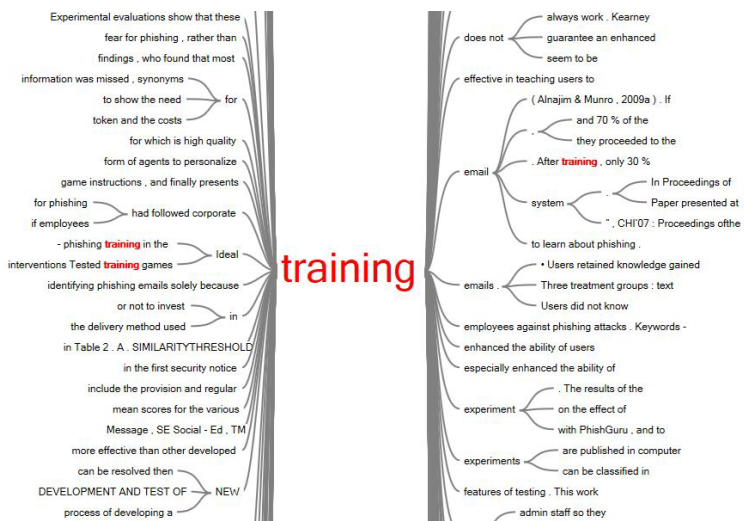 Experimental evaluations show that these
fear for phishing , rather than
findings , who found that most
information was missed , synonyms
to show the need
for
token and the costs
for which is high quality
form of agents to personalize
game instructions , and finally presents
for phishing
had followed corporate
if employees
- phishing training in the
Ideal
interventions Tested training games
identifying phishing emails solely because
or not to invest
in
the delivery method used
in Table 2 . A . SIMILARITYTHRESHOLD
in the first security notice
include the provision and regular
mean scores for the various
Message , SE Social - Ed , TM
more effective than other developed
can be resolved then
DEVELOPMENT AND TEST OF
NEW
process of developing a
training
does not
always work . Kearney
guarantee an enhanced
seem to be
effective in teaching users to
email
( Alnajim & Munro , 2009a ) . If
.
and 70 % of the
they proceeded to the
. After training , only 30 %
system
.
In Proceedings of
Paper presented at
" , CHI'07 : Proceedings ofthe
to learn about phishing .
emails .
• Users retained knowledge gained
Three treatment groups : text
Users did not know
employees against phishing attacks . Keywords -
enhanced the ability of users
especially enhanced the ability of
experiment
. The results of the
on the effect of
with PhishGuru , and to
experiments
are published in computer
can be classified in
features of testing . This work
admin staff so they